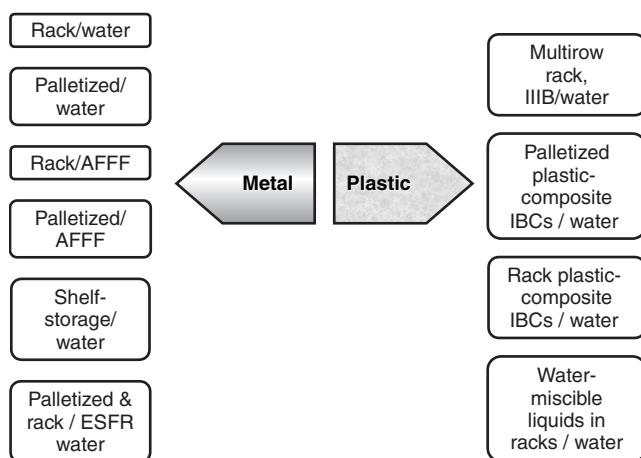 Rack/water
Palletized/
water
Rack/AFFF
Palletized/
AFFF
Shelf-
storage/
water
Palletized &
rack / ESFR
water
Metal
Plastic
Multirow
rack,
IIIB/water
Palletized
plastic-
composite
IBCs / water
Rack plastic-
composite
IBCs / water
Water-
miscible
liquids in
racks / water